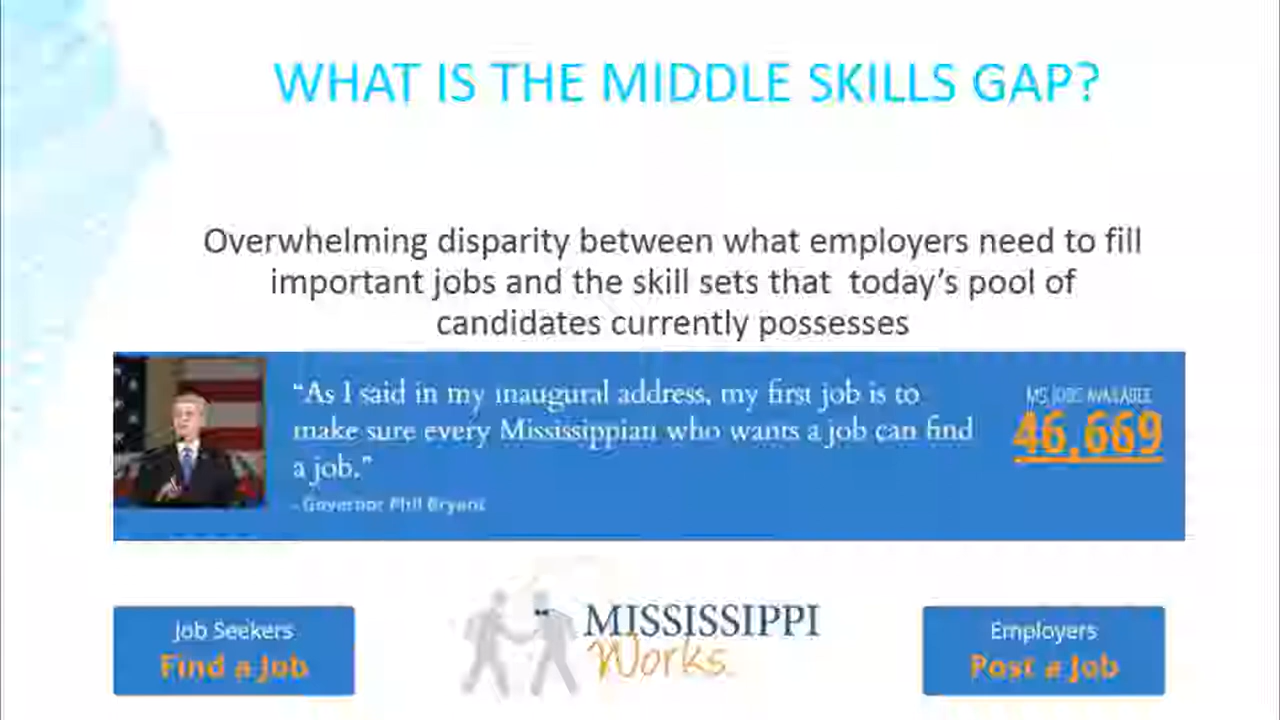 WHAT IS THE MIDDLE SKILLS GAP?
Overwhelming disparity between what employers need to fill
important jobs and the skill sets that today’s pool of
candidates currently possesses
“As I said in my inaugural address, my first job is to
make sure every Mississippian who wants a job can find
a job.”
- Governor Phil Bryant
MS JOBS AVAILABLE
46,669
Job Seekers
Find a Job
MISSISSIPPI
Works
Employers
Post a Job